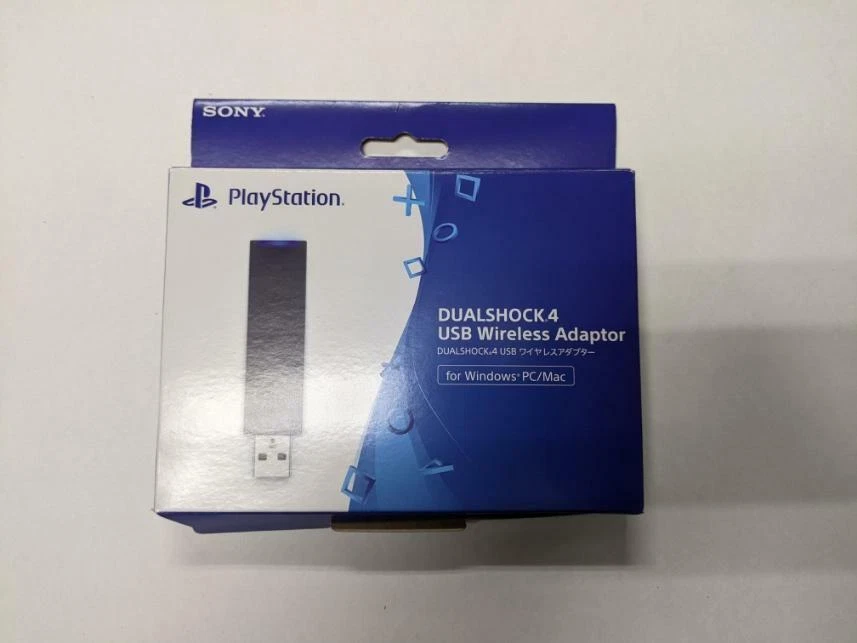 SONY
PlayStation
DUALSHOCK®4
USB Wireless Adaptor
DUALSHOCK®4 USB ワイヤレスアダプター
for Windows® PC/Mac